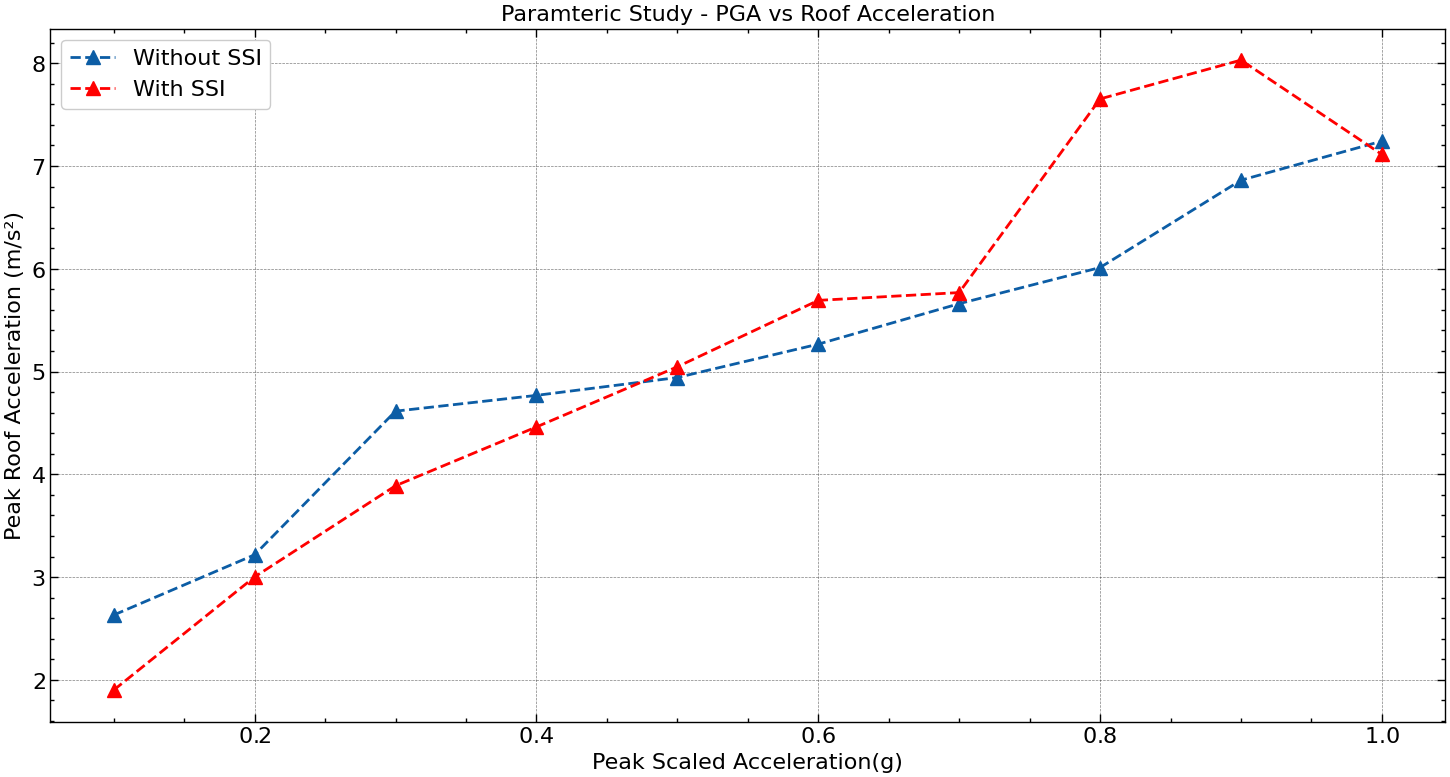 Paramteric Study - PGA vs Roof Acceleration
Without SSI
With SSI
Peak Roof Acceleration (m/s²)
8
7
6
5
4
3
2
0.2 0.4 0.6 0.8 1.0
Peak Scaled Acceleration(g)